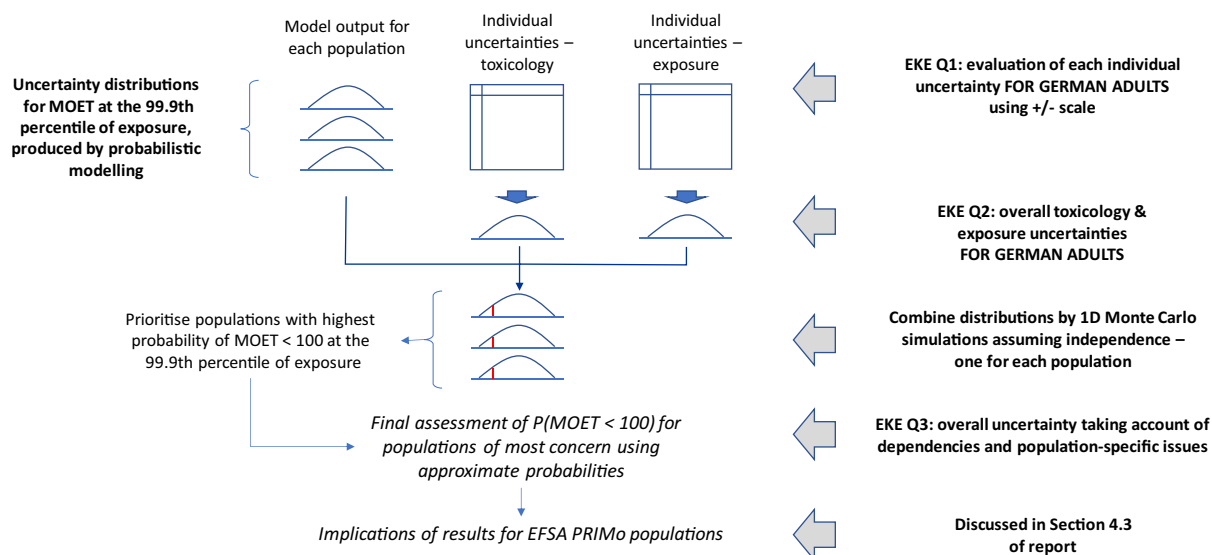 Model output for
each population
Individual
uncertainties –
toxicology
Individual
uncertainties –
exposure
Uncertainty distributions
for MOET at the 99.9th
percentile of exposure,
produced by probabilistic
modelling
EKE Q1: evaluation of each individual
uncertainty FOR GERMAN ADULTS
using +/- scale
EKE Q2: overall toxicology &
exposure uncertainties
FOR GERMAN ADULTS
Prioritise populations with highest
probability of MOET < 100 at the
99.9th percentile of exposure
Combine distributions by 1D Monte Carlo
simulations assuming independence –
one for each population
Final assessment of P(MOET < 100) for
populations of most concern using
approximate probabilities
EKE Q3: overall uncertainty taking account of
dependencies and population-specific issues
Implications of results for EFSA PRIMo populations
Discussed in Section 4.3
of report